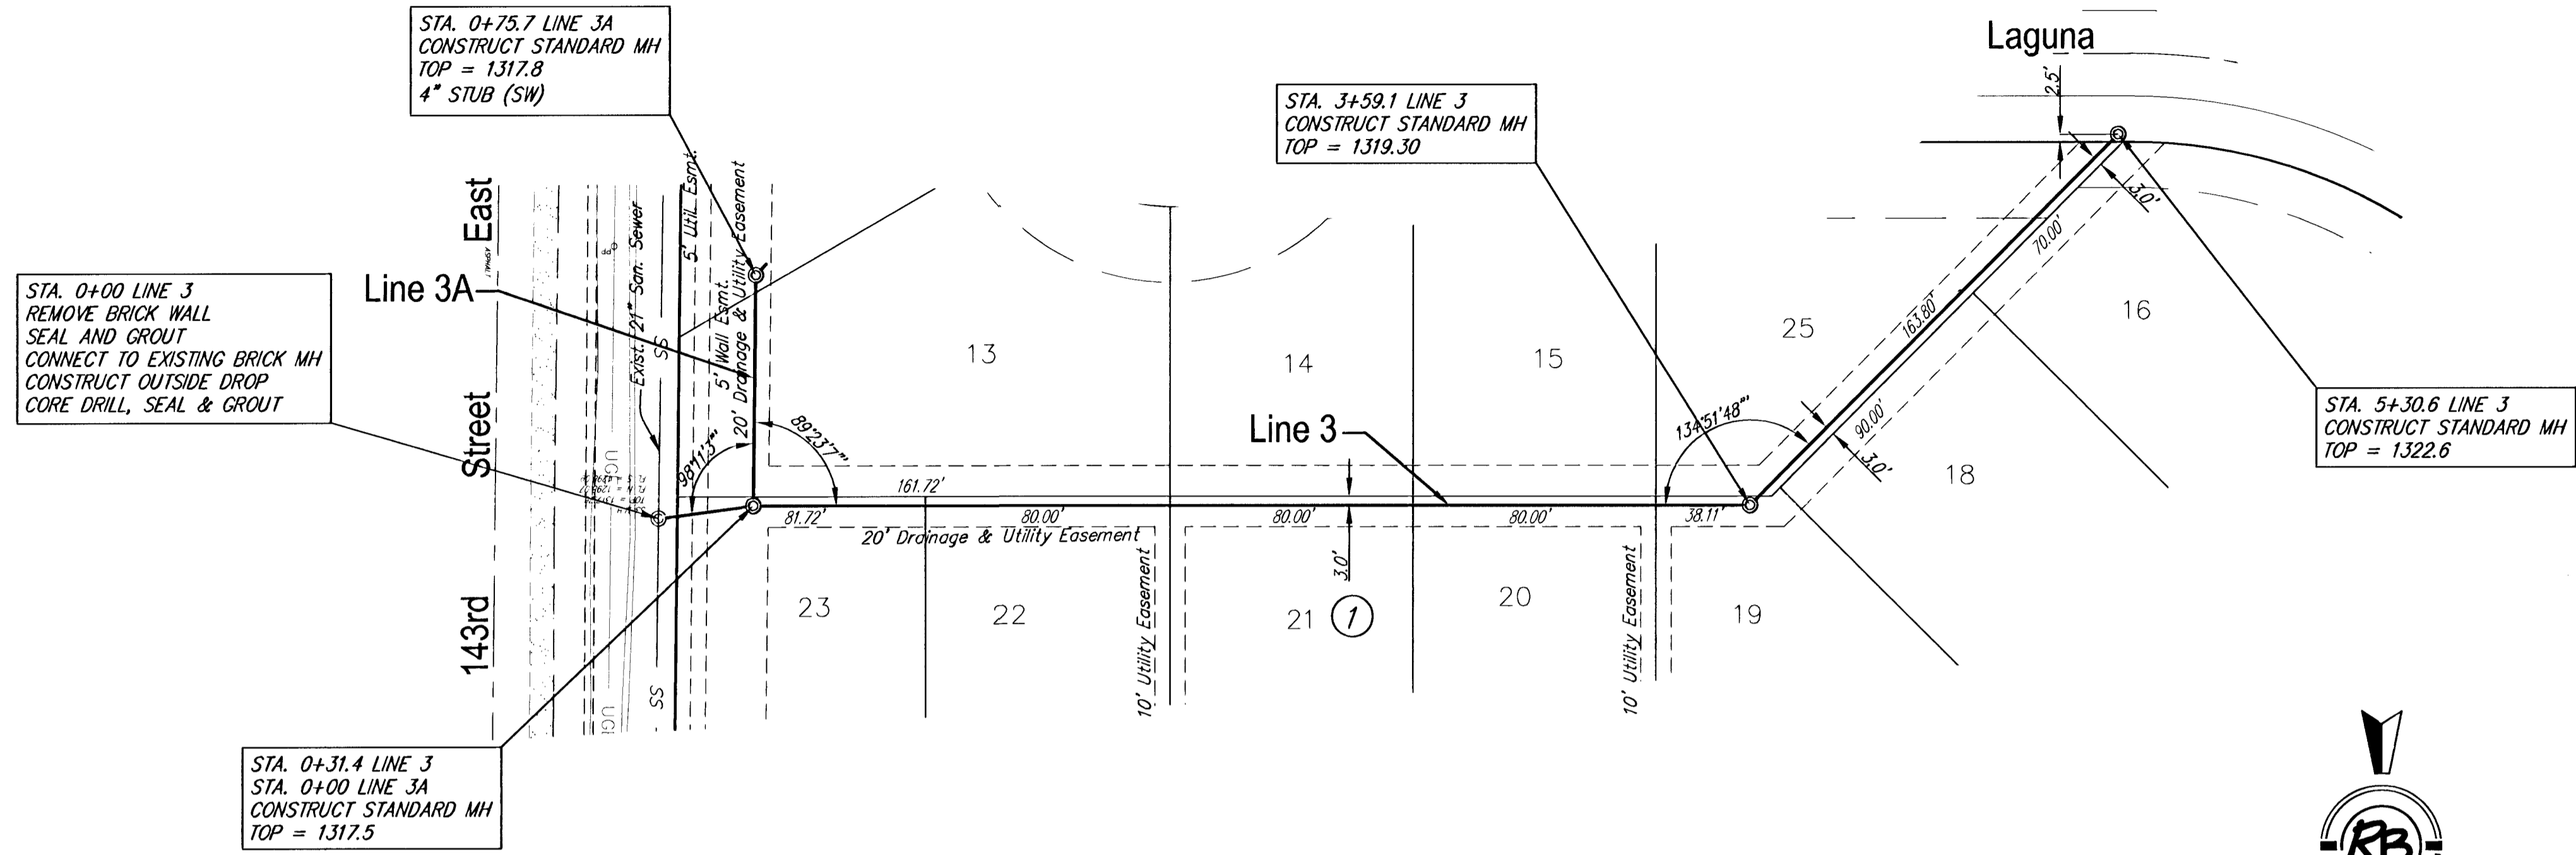 STA. 0+75.7 LINE 3A
CONSTRUCT STANDARD MH
TOP = 1317.8
4" STUB (SW)
Laguna
2.5'
STA. 3+59.1 LINE 3
CONSTRUCT STANDARD MH
TOP = 1319.30
3.0'
70.00'
163.80'
90.00'
3.0'
16
25
18
STA. 5+30.6 LINE 3
CONSTRUCT STANDARD MH
TOP = 1322.6
143rd Street East
Exist. 21" San. Sewer
SS
5' Util Esmt.
5' Wall Esmt.
20' Drainage & Utility Easement
Line 3A
STA. 0+00 LINE 3
REMOVE BRICK WALL
SEAL AND GROUT
CONNECT TO EXISTING BRICK MH
CONSTRUCT OUTSIDE DROP
CORE DRILL, SEAL & GROUT
13
14
15
Line 3
98°11'3"'
89°23'7"'
134°51'48"'
161.72'
81.72'
80.00'
80.00'
80.00'
38.11'
20' Drainage & Utility Easement
3.0'
10' Utility Easement
10' Utility Easement
23
22
21
1
20
19
SS
STA. 0+31.4 LINE 3
STA. 0+00 LINE 3A
CONSTRUCT STANDARD MH
TOP = 1317.5
RB